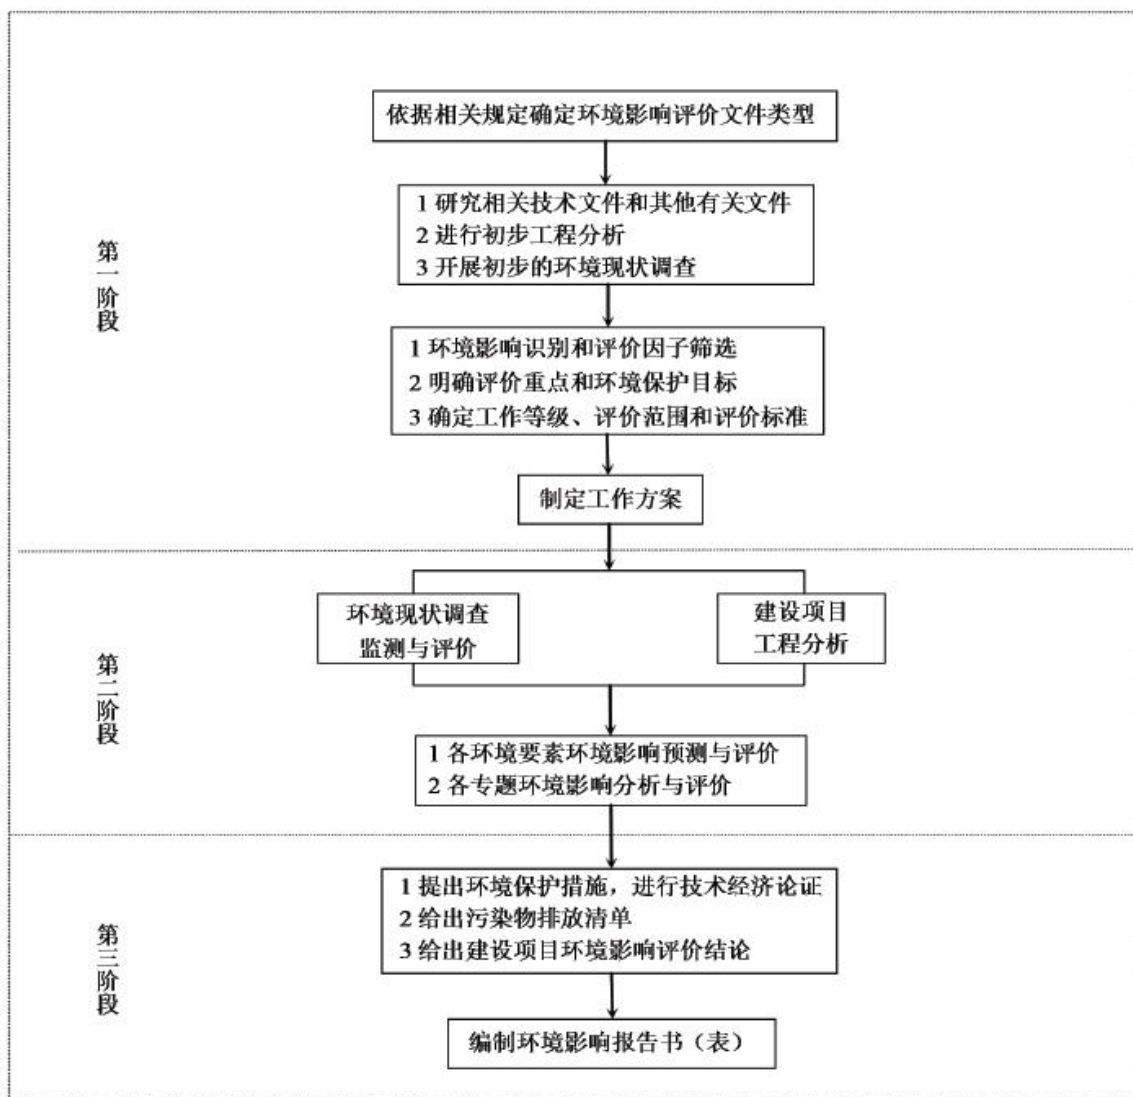 第一阶段
依据相关规定确定环境影响评价文件类型
1 研究相关技术文件和其他有关文件
2 进行初步工程分析
3 开展初步的环境现状调查
1 环境影响识别和评价因子筛选
2 明确评价重点和环境保护目标
3 确定工作等级、评价范围和评价标准
制定工作方案
第二阶段
环境现状调查
监测与评价
建设项目
工程分析
1 各环境要素环境影响预测与评价
2 各专题环境影响分析与评价
第三阶段
1 提出环境保护措施，进行技术经济论证
2 给出污染物排放清单
3 给出建设项目环境影响评价结论
编制环境影响报告书（表）